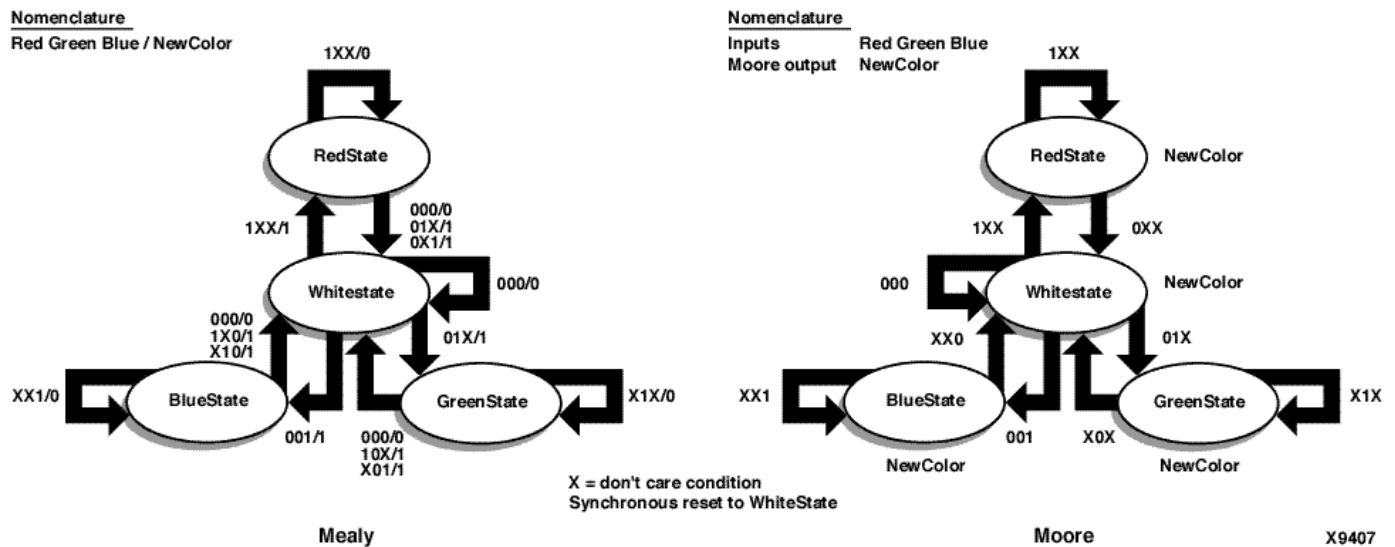 Nomenclature
Red Green Blue / NewColor
1XX/0
RedState
1XX/1
000/0
01X/1
0X1/1
Whitestate
000/0
000/0
1X0/1
X10/1
01X/1
XX1/0
BlueState
GreenState
X1X/0
001/1
000/0
10X/1
X01/1
Mealy
X = don't care condition
Synchronous reset to WhiteState
Nomenclature
Inputs Red Green Blue
Moore output NewColor
1XX
RedState
NewColor
1XX
0XX
000
Whitestate
NewColor
XX0
01X
XX1
BlueState
GreenState
X1X
001
X0X
NewColor
NewColor
Moore
X9407